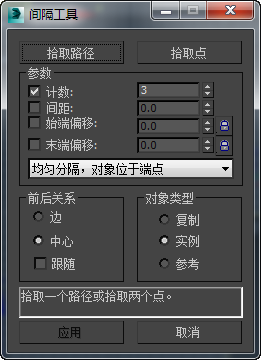 间隔工具
拾取路径 拾取点
参数
计数: 3
间距: 0.0
始端偏移: 0.0
末端偏移: 0.0
均匀分隔，对象位于端点
前后关系 对象类型
边 复制
中心 实例
跟随 参考
拾取一个路径或拾取两个点。
应用 取消